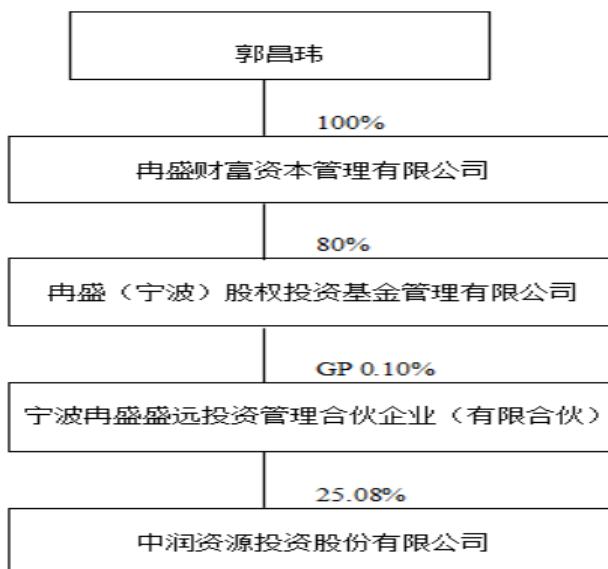 郭昌玮
100%
冉盛财富资本管理有限公司
80%
冉盛（宁波）股权投资基金管理有限公司
GP 0.10%
宁波冉盛盛远投资管理合伙企业（有限合伙）
25.08%
中润资源投资股份有限公司